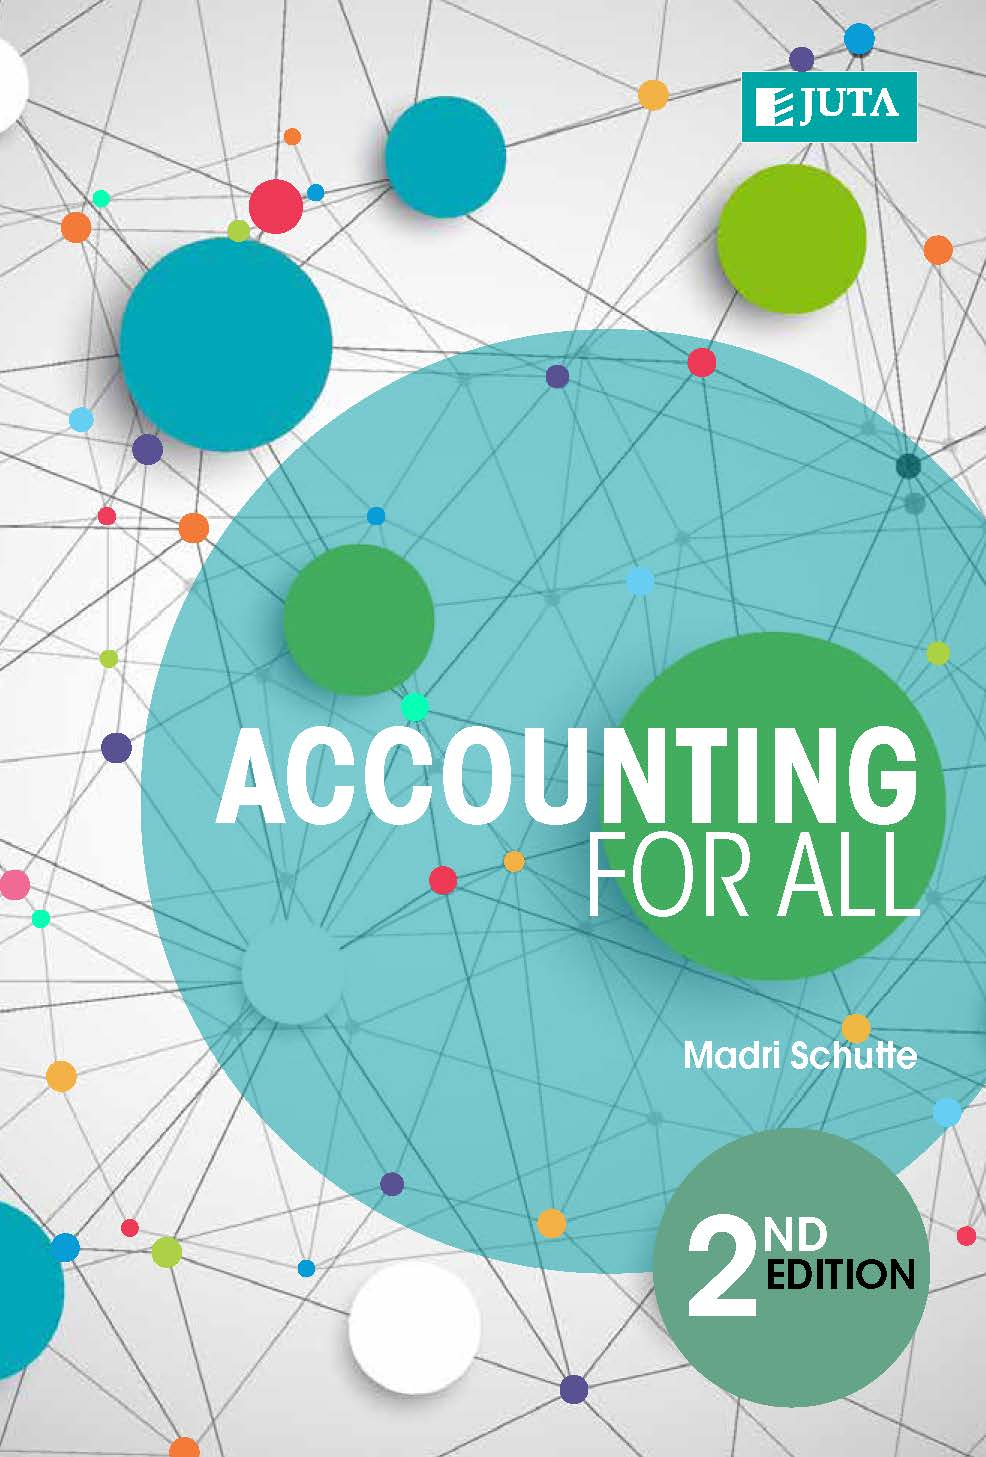 JUTA
ACCOUNTING
FOR ALL
Madri Schutte
2ND
EDITION